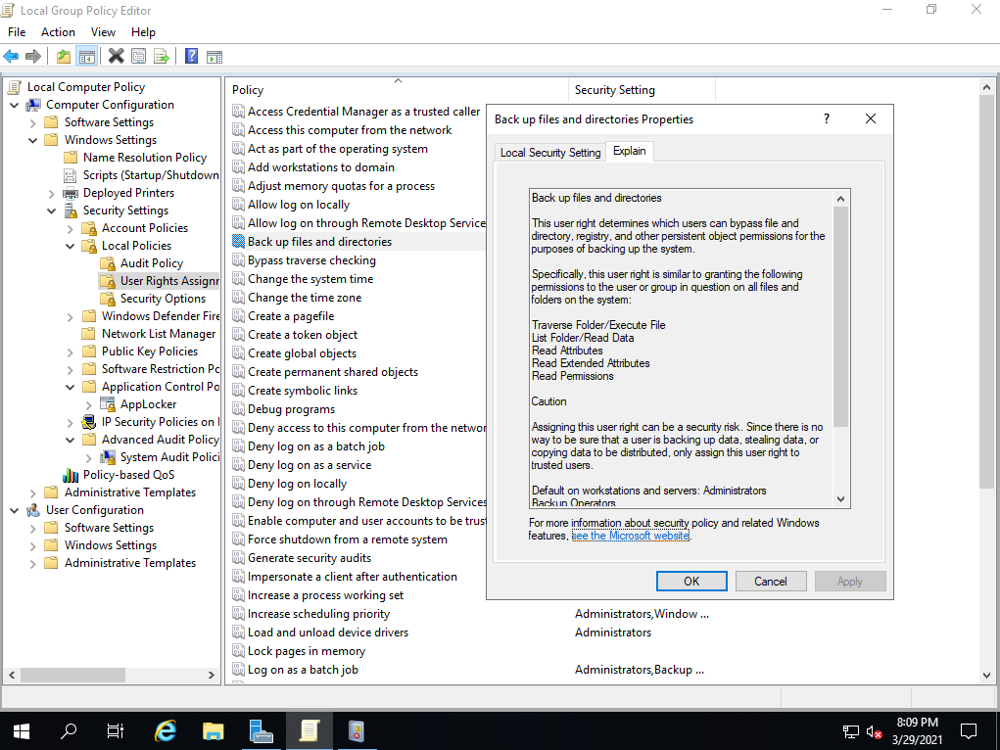 Local Group Policy Editor
File Action View Help
Local Computer Policy
Computer Configuration
Software Settings
Windows Settings
Name Resolution Policy
Scripts (Startup/Shutdown
Deployed Printers
Security Settings
Account Policies
Local Policies
Audit Policy
User Rights Assignr
Security Options
Windows Defender Fire
Network List Manager
Public Key Policies
Software Restriction Po
Application Control Po
AppLocker
IP Security Policies on
Advanced Audit Policy
System Audit Polici
Policy-based QoS
Administrative Templates
User Configuration
Software Settings
Windows Settings
Administrative Templates
Policy Security Setting
Access Credential Manager as a trusted caller
Access this computer from the network
Act as part of the operating system
Add workstations to domain
Adjust memory quotas for a process
Allow log on locally
Allow log on through Remote Desktop Service
Back up files and directories
Bypass traverse checking
Change the system time
Change the time zone
Create a pagefile
Create a token object
Create global objects
Create permanent shared objects
Create symbolic links
Debug programs
Deny access to this computer from the networ
Deny log on as a batch job
Deny log on as a service
Deny log on locally
Deny log on through Remote Desktop Services
Enable computer and user accounts to be trust
Force shutdown from a remote system
Generate security audits
Impersonate a client after authentication
Increase a process working set
Increase scheduling priority Administrators,Window ...
Load and unload device drivers Administrators
Lock pages in memory
Log on as a batch job Administrators,Backup ...
Back up files and directories Properties
Local Security Setting Explain
Back up files and directories
This user right determines which users can bypass file and
directory, registry, and other persistent object permissions for the
purposes of backing up the system.
Specifically, this user right is similar to granting the following
permissions to the user or group in question on all files and
folders on the system:
Traverse Folder/Execute File
List Folder/Read Data
Read Attributes
Read Extended Attributes
Read Permissions
Caution
Assigning this user right can be a security risk. Since there is no
way to be sure that a user is backing up data, stealing data, or
copying data to be distributed, only assign this user right to
trusted users.
Default on workstations and servers: Administrators
Backup Operators
For more information about security policy and related Windows
features, see the Microsoft website.
OK Cancel Apply
8:09 PM
3/29/2021